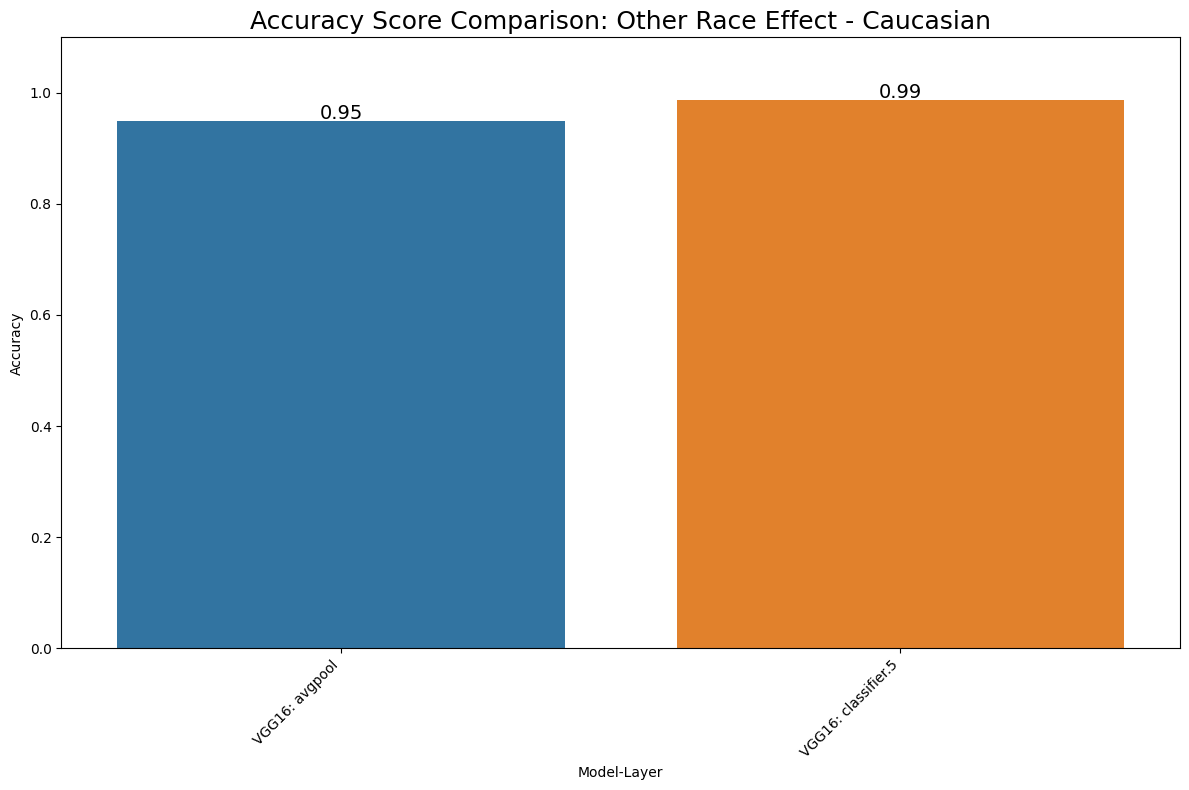 Accuracy Score Comparison: Other Race Effect - Caucasian
1.0
0.8
0.6
0.4
0.2
0.0
Accuracy
0.95
0.99
VGG16: avgpool
VGG16: classifier.5
Model-Layer